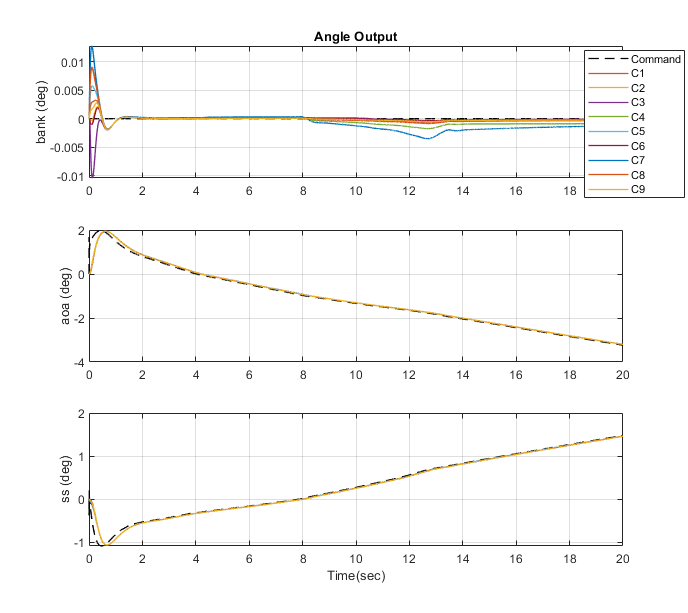 Angle Output
0.01
0.005
0
-0.005
-0.01
bank (deg)
0 2 4 6 8 10 12 14 16 18 20
Command
C1
C2
C3
C4
C5
C6
C7
C8
C9
2
0
-2
-4
aoa (deg)
0 2 4 6 8 10 12 14 16 18 20
2
1
0
-1
ss (deg)
0 2 4 6 8 10 12 14 16 18 20
Time(sec)